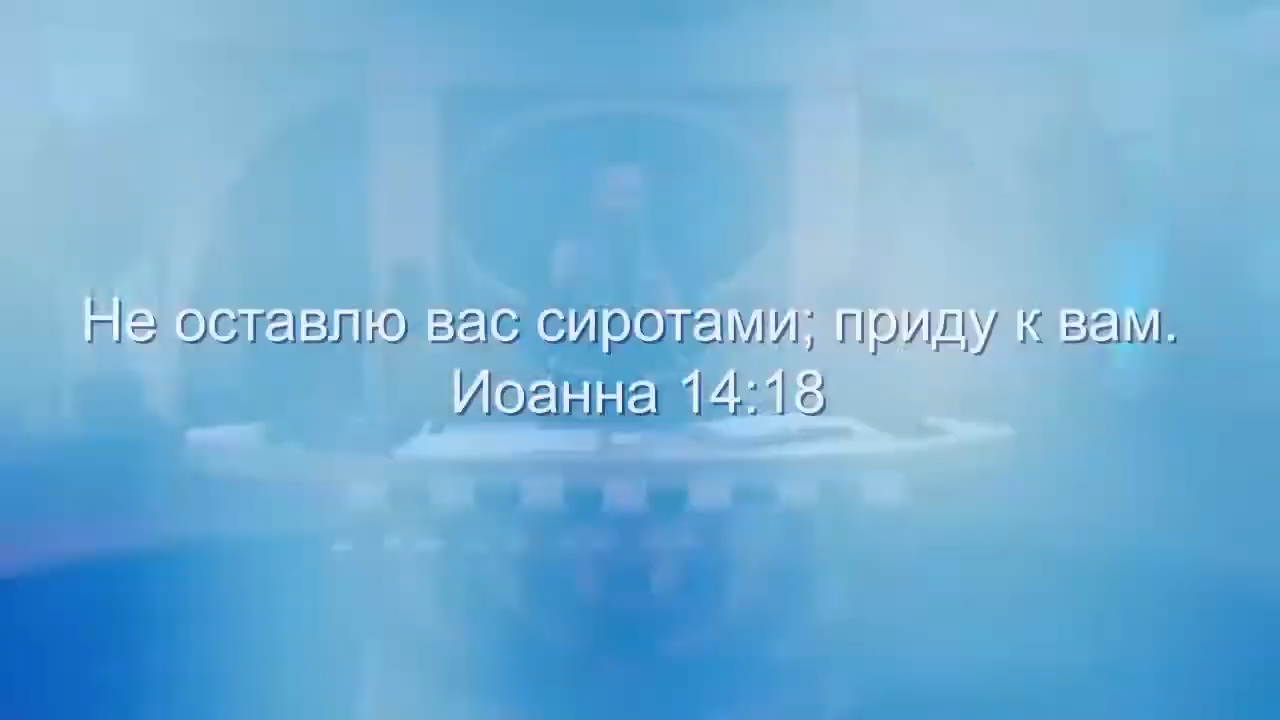 Не оставлю вас сиротами; приду к вам.
Иоанна 14:18